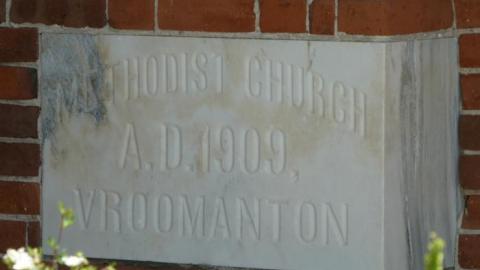 METHODIST CHURCH
A.D. 1909,
VROOMANTON